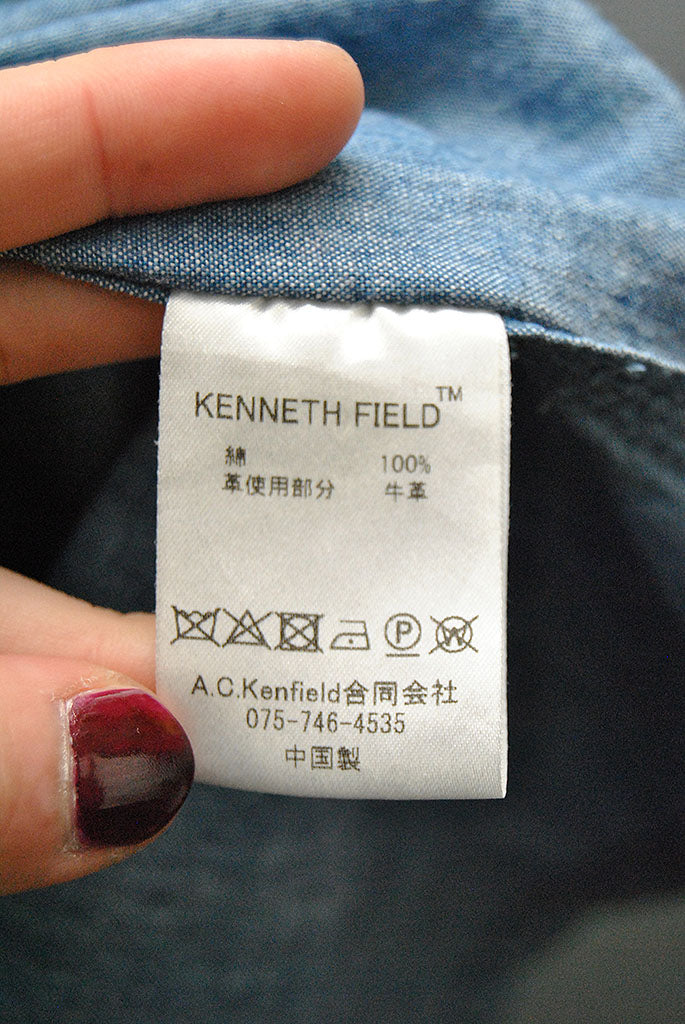 KENNETH FIELD™
綿 100%
革使用部分 牛革
P W
A.C.Kenfield合同会社
075-746-4535
中国製